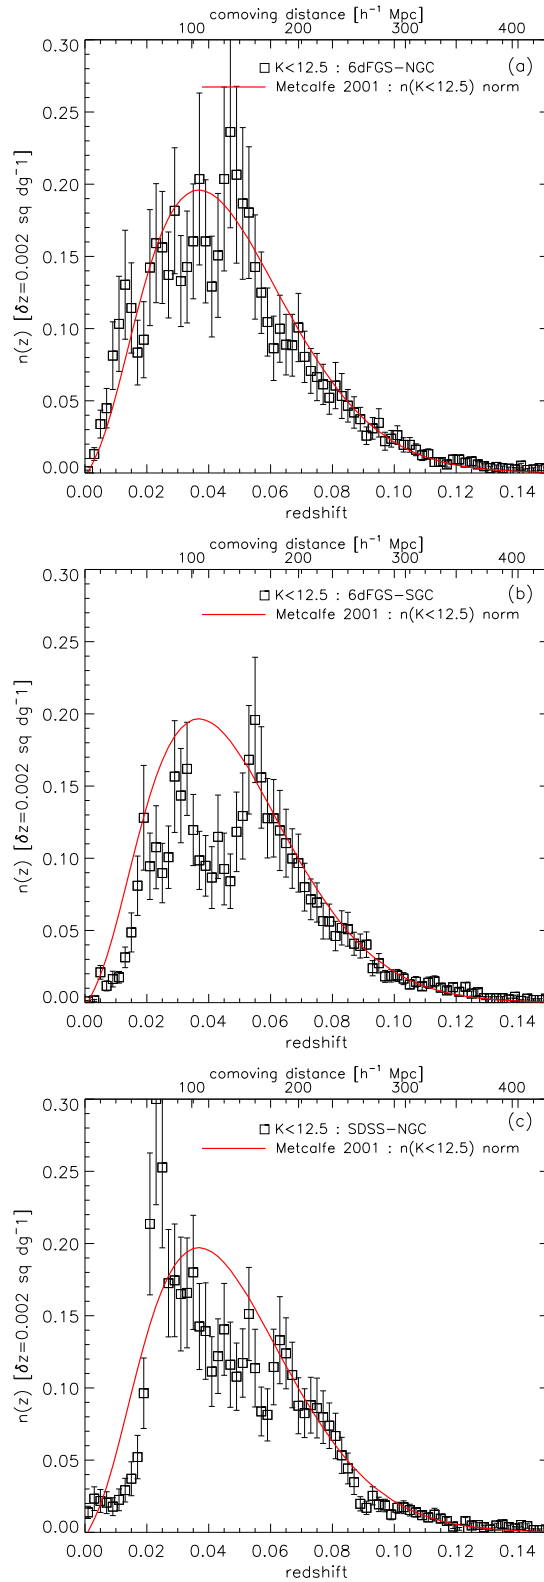 comoving distance [h⁻¹ Mpc]
100 200 300 400
0.30
K<12.5 : 6dFGS−NGC
(a)
Metcalfe 2001 : n(K<12.5) norm
0.25
0.20
0.15
0.10
0.05
0.00
n(z) [δz=0.002 sq dg⁻¹]
0.00 0.02 0.04 0.06 0.08 0.10 0.12 0.14
redshift
comoving distance [h⁻¹ Mpc]
100 200 300 400
0.30
K<12.5 : 6dFGS−SGC
(b)
Metcalfe 2001 : n(K<12.5) norm
0.25
0.20
0.15
0.10
0.05
0.00
n(z) [δz=0.002 sq dg⁻¹]
0.00 0.02 0.04 0.06 0.08 0.10 0.12 0.14
redshift
comoving distance [h⁻¹ Mpc]
100 200 300 400
0.30
K<12.5 : SDSS−NGC
(c)
Metcalfe 2001 : n(K<12.5) norm
0.25
0.20
0.15
0.10
0.05
0.00
n(z) [δz=0.002 sq dg⁻¹]
0.00 0.02 0.04 0.06 0.08 0.10 0.12 0.14
redshift